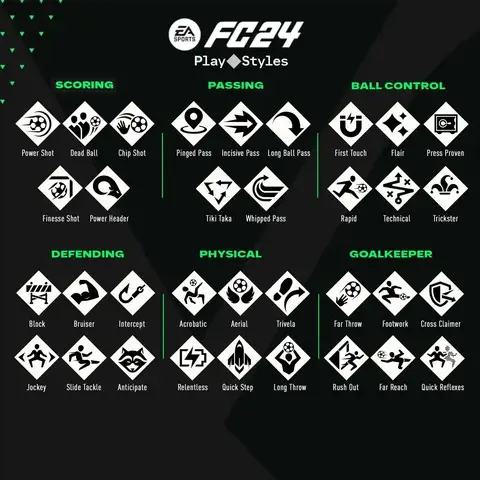 EA
SPORTS
FC24
Play Styles
SCORING
PASSING
BALL CONTROL
Power Shot
Dead Ball
Chip Shot
Pinged Pass
Incisive Pass
Long Ball Pass
First Touch
Flair
Press Proven
Finesse Shot
Power Header
Tiki Taka
Whipped Pass
Rapid
Technical
Trickster
DEFENDING
PHYSICAL
GOALKEEPER
Block
Bruiser
Intercept
Acrobatic
Aerial
Trivela
Far Throw
Footwork
Cross Claimer
Jockey
Slide Tackle
Anticipate
Relentless
Quick Step
Long Throw
Rush Out
Far Reach
Quick Reflexes